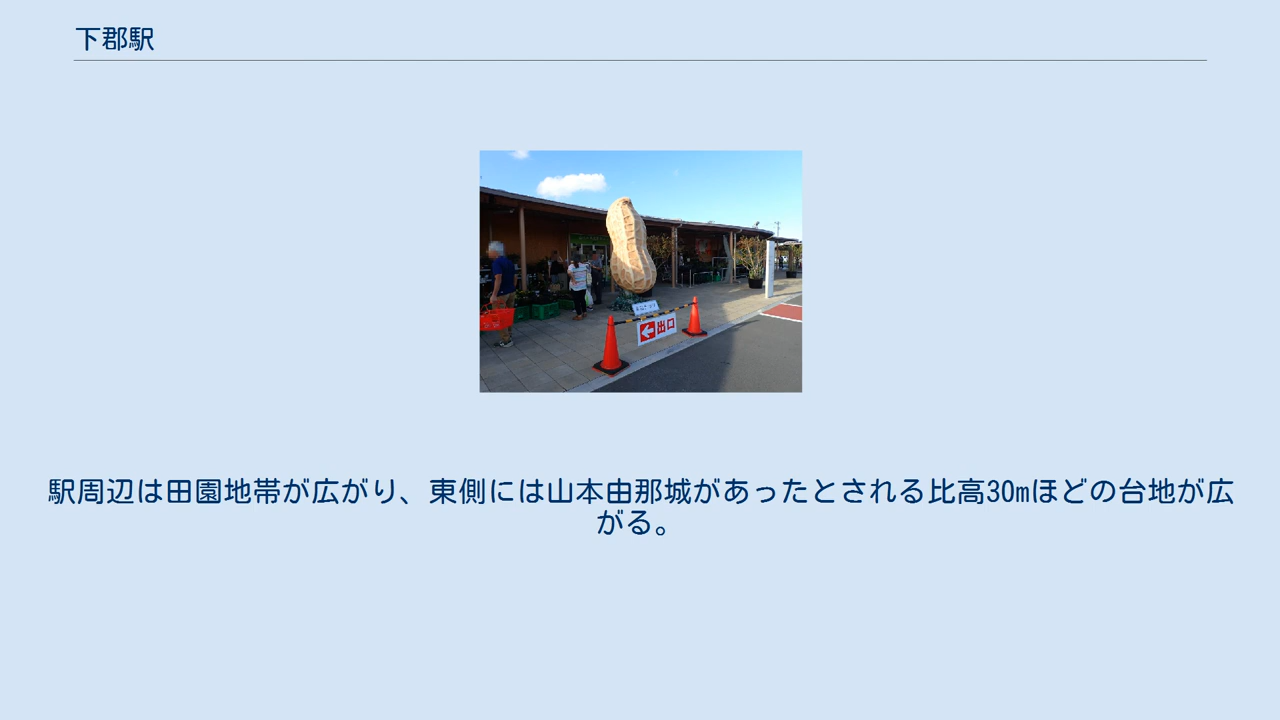 下郡駅
出口
駅周辺は田園地帯が広がり、東側には山本由那城があったとされる比高30mほどの台地が広
がる。